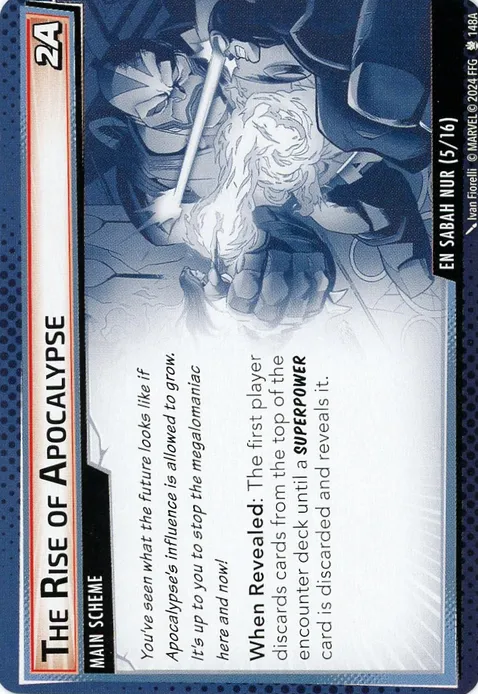 THE RISE OF APOCALYPSE
2A
MAIN SCHEME
You've seen what the future looks like if
Apocalypse's influence is allowed to grow.
It's up to you to stop the megalomaniac
here and now!
When Revealed: The first player
discards cards from the top of the
encounter deck until a SUPERPOWER
card is discarded and reveals it.
EN SABAH NUR (5/16)
Ivan Fiorelli © MARVEL © 2024 FFG 148A